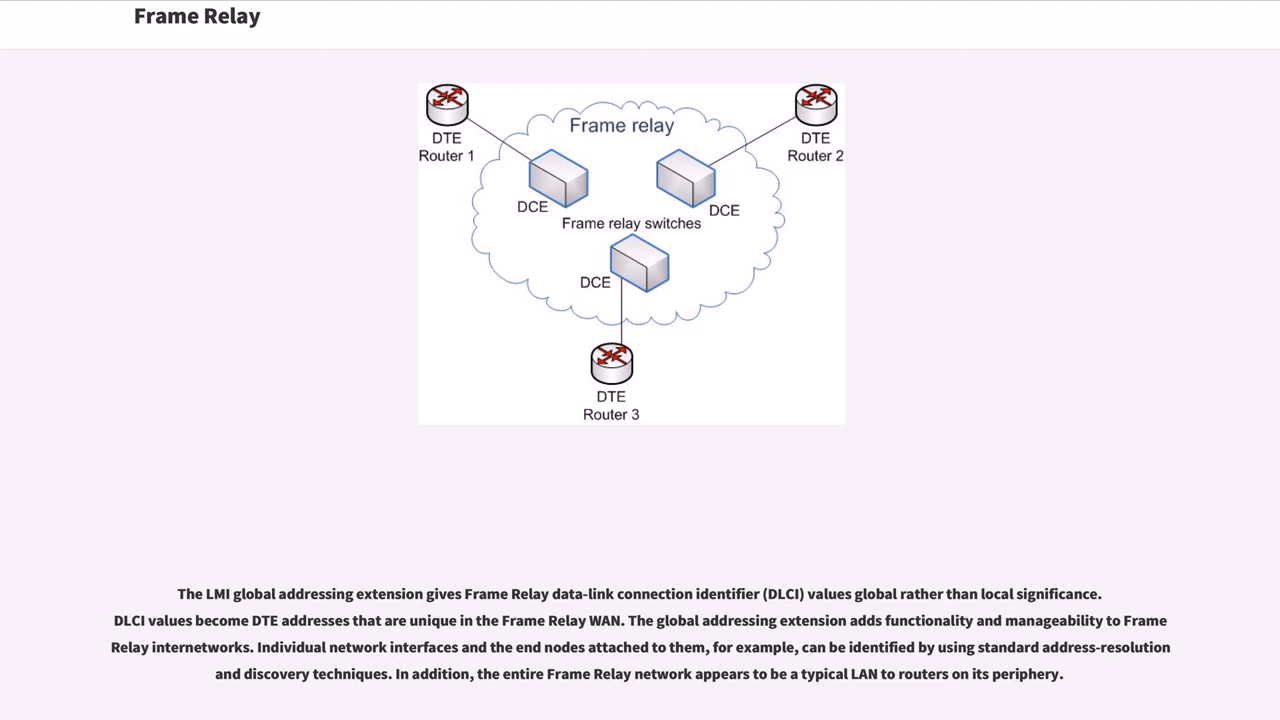 Frame Relay
Frame relay
DTE
Router 1
DTE
Router 2
DCE
DCE
Frame relay switches
DCE
DTE
Router 3
The LMI global addressing extension gives Frame Relay data-link connection identifier (DLCI) values global rather than local significance.
DLCI values become DTE addresses that are unique in the Frame Relay WAN. The global addressing extension adds functionality and manageability to Frame
Relay internetworks. Individual network interfaces and the end nodes attached to them, for example, can be identified by using standard address-resolution
and discovery techniques. In addition, the entire Frame Relay network appears to be a typical LAN to routers on its periphery.